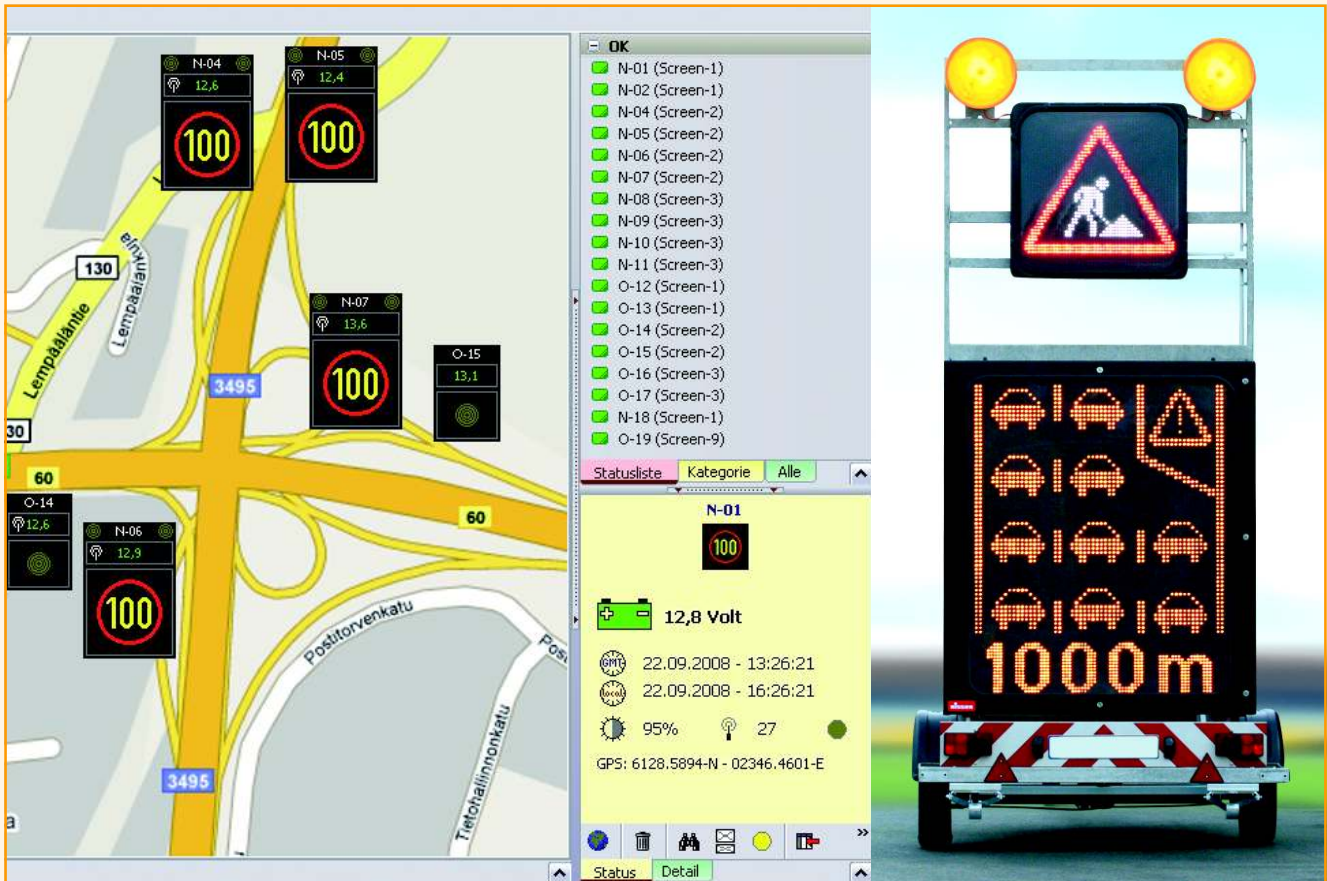 N-04
12,6
100
N-05
12,4
100
130
Lempäälänkuja
Lempääläntie
N-07
13,6
100
O-15
13,1
3495
30
60
60
O-14
12,6
N-06
12,9
100
Postitorvenkatu
Tietohallinnonkatu
3495
OK
N-01 (Screen-1)
N-02 (Screen-1)
N-04 (Screen-2)
N-05 (Screen-2)
N-06 (Screen-2)
N-07 (Screen-2)
N-08 (Screen-3)
N-09 (Screen-3)
N-10 (Screen-3)
N-11 (Screen-3)
O-12 (Screen-1)
O-13 (Screen-1)
O-14 (Screen-2)
O-15 (Screen-2)
O-16 (Screen-3)
O-17 (Screen-3)
N-18 (Screen-1)
O-19 (Screen-9)
Statusliste Kategorie Alle
N-01
100
12,8 Volt
GMT 22.09.2008 - 13:26:21
local 22.09.2008 - 16:26:21
95% 27
GPS: 6128.5894-N - 02346.4601-E
Status Detail
1000m
nissen